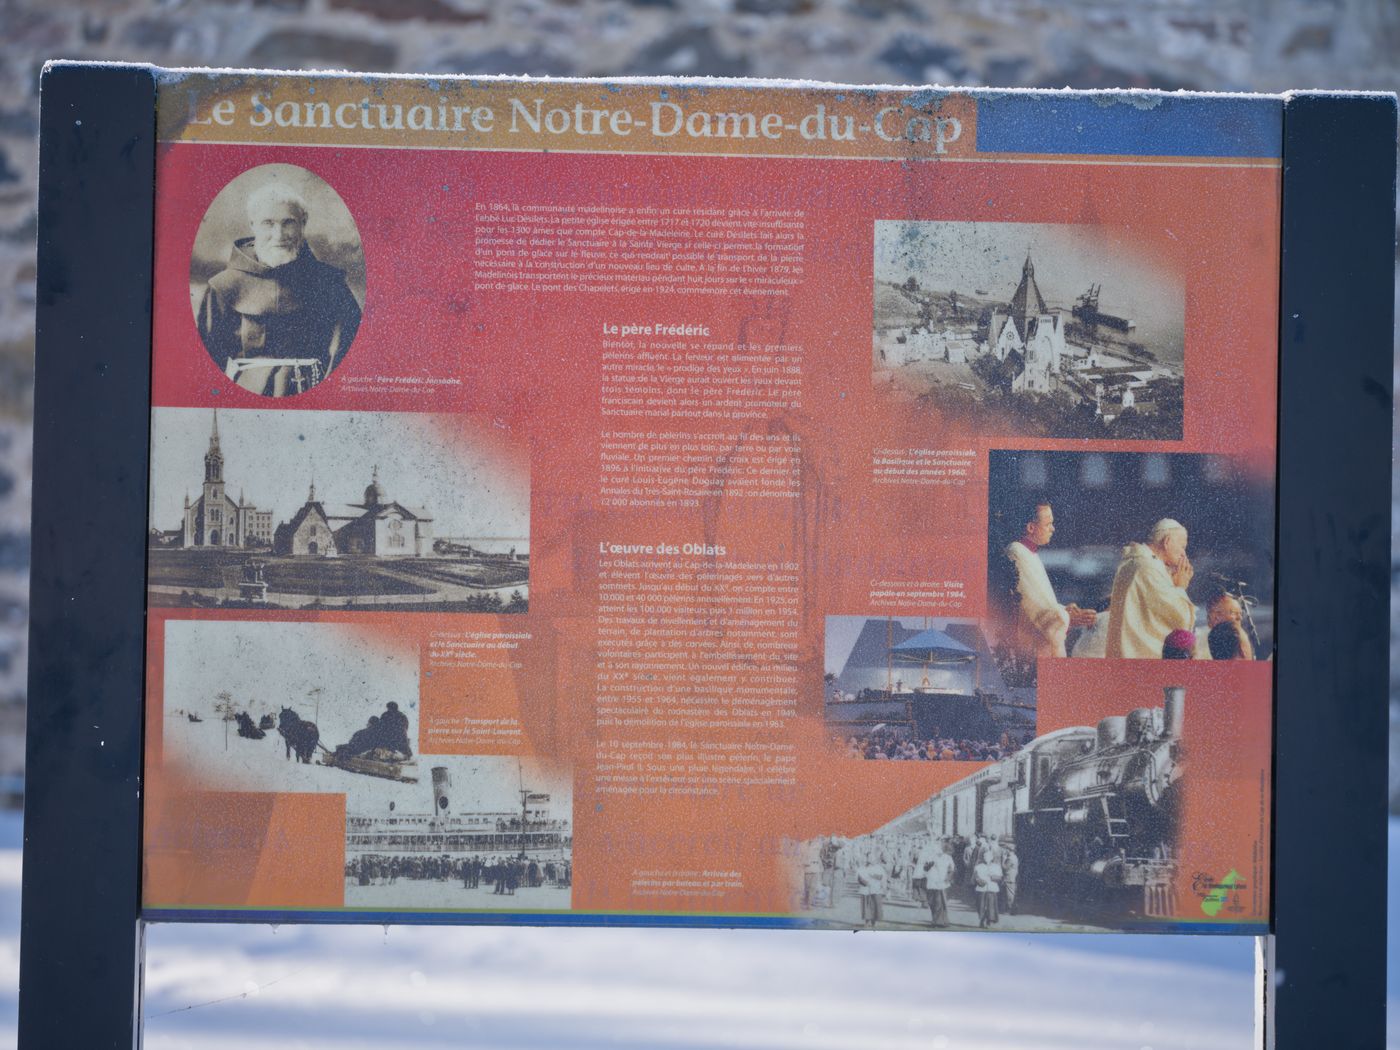 Le Sanctuaire Notre-Dame-du-Cap
En 1864, la communauté madelinoise a enfin un curé résidant grâce à l'arrivée de
l'abbé Luc Désilets. La petite église érigée entre 1717 et 1720 devient vite insuffisante
pour les 1300 âmes que compte Cap-de-la-Madeleine. Le curé Désilets fait alors la
promesse de dédier le Sanctuaire à la Sainte Vierge si celle-ci permet la formation
d'un pont de glace sur le fleuve, ce qui rendrait possible le transport de la pierre
nécessaire à la construction d'un nouveau lieu de culte. À la fin de l'hiver 1879, les
Madelinois transportent le précieux matériau pendant huit jours sur le « miraculeux »
pont de glace. Le pont des Chapelets, érigé en 1924, commémore cet événement.
À gauche : Père Frédéric Janssoone.
Archives Notre-Dame-du-Cap
Le père Frédéric
Bientôt, la nouvelle se répand et les premiers
pèlerins affluent. La ferveur est alimentée par un
autre miracle, le « prodige des yeux ». En juin 1888,
la statue de la Vierge aurait ouvert les yeux devant
trois témoins, dont le père Frédéric. Le père
franciscain devient alors un ardent promoteur du
Sanctuaire marial partout dans la province.
Le nombre de pèlerins s'accroît au fil des ans et ils
viennent de plus en plus loin, par terre ou par voie
fluviale. Un premier chemin de croix est érigé en
1896 à l'initiative du père Frédéric. Ce dernier et
le curé Louis-Eugène Duguay avaient fondé les
Annales du Très-Saint-Rosaire en 1892 ; on dénombre
12 000 abonnés en 1893.
L'œuvre des Oblats
Les Oblats arrivent au Cap-de-la-Madeleine en 1902
et élèvent l'œuvre des pèlerinages vers d'autres
sommets. Jusqu'au début du XXe, on compte entre
10 000 et 40 000 pèlerins annuellement. En 1925, on
atteint les 100 000 visiteurs, puis 1 million en 1954.
Des travaux de nivellement et d'aménagement du
terrain, de plantation d'arbres notamment, sont
exécutés grâce à des corvées. Ainsi, de nombreux
volontaires participent à l'embellissement du site
et à son rayonnement. Un nouvel édifice, au milieu
du XXe siècle, vient également y contribuer.
La construction d'une basilique monumentale,
entre 1955 et 1964, nécessite le déménagement
spectaculaire du monastère des Oblats en 1949,
puis la démolition de l'église paroissiale en 1963.
Le 10 septembre 1984, le Sanctuaire Notre-Dame-
du-Cap reçoit son plus illustre pèlerin, le pape
Jean-Paul II. Sous une pluie légendaire, il célèbre
une messe à l'extérieur sur une scène spécialement
aménagée pour la circonstance.
Ci-dessus : L'église paroissiale
et le Sanctuaire au début
du XXe siècle.
Archives Notre-Dame-du-Cap
À gauche : Transport de la
pierre sur le Saint-Laurent.
Archives Notre-Dame-du-Cap
À gauche et à droite : Arrivée des
pèlerins par bateau et par train.
Archives Notre-Dame-du-Cap
Ci-dessus : L'église paroissiale,
la Basilique et le Sanctuaire
au début des années 1960.
Archives Notre-Dame-du-Cap
Ci-dessous et à droite : Visite
papale en septembre 1984.
Archives Notre-Dame-du-Cap